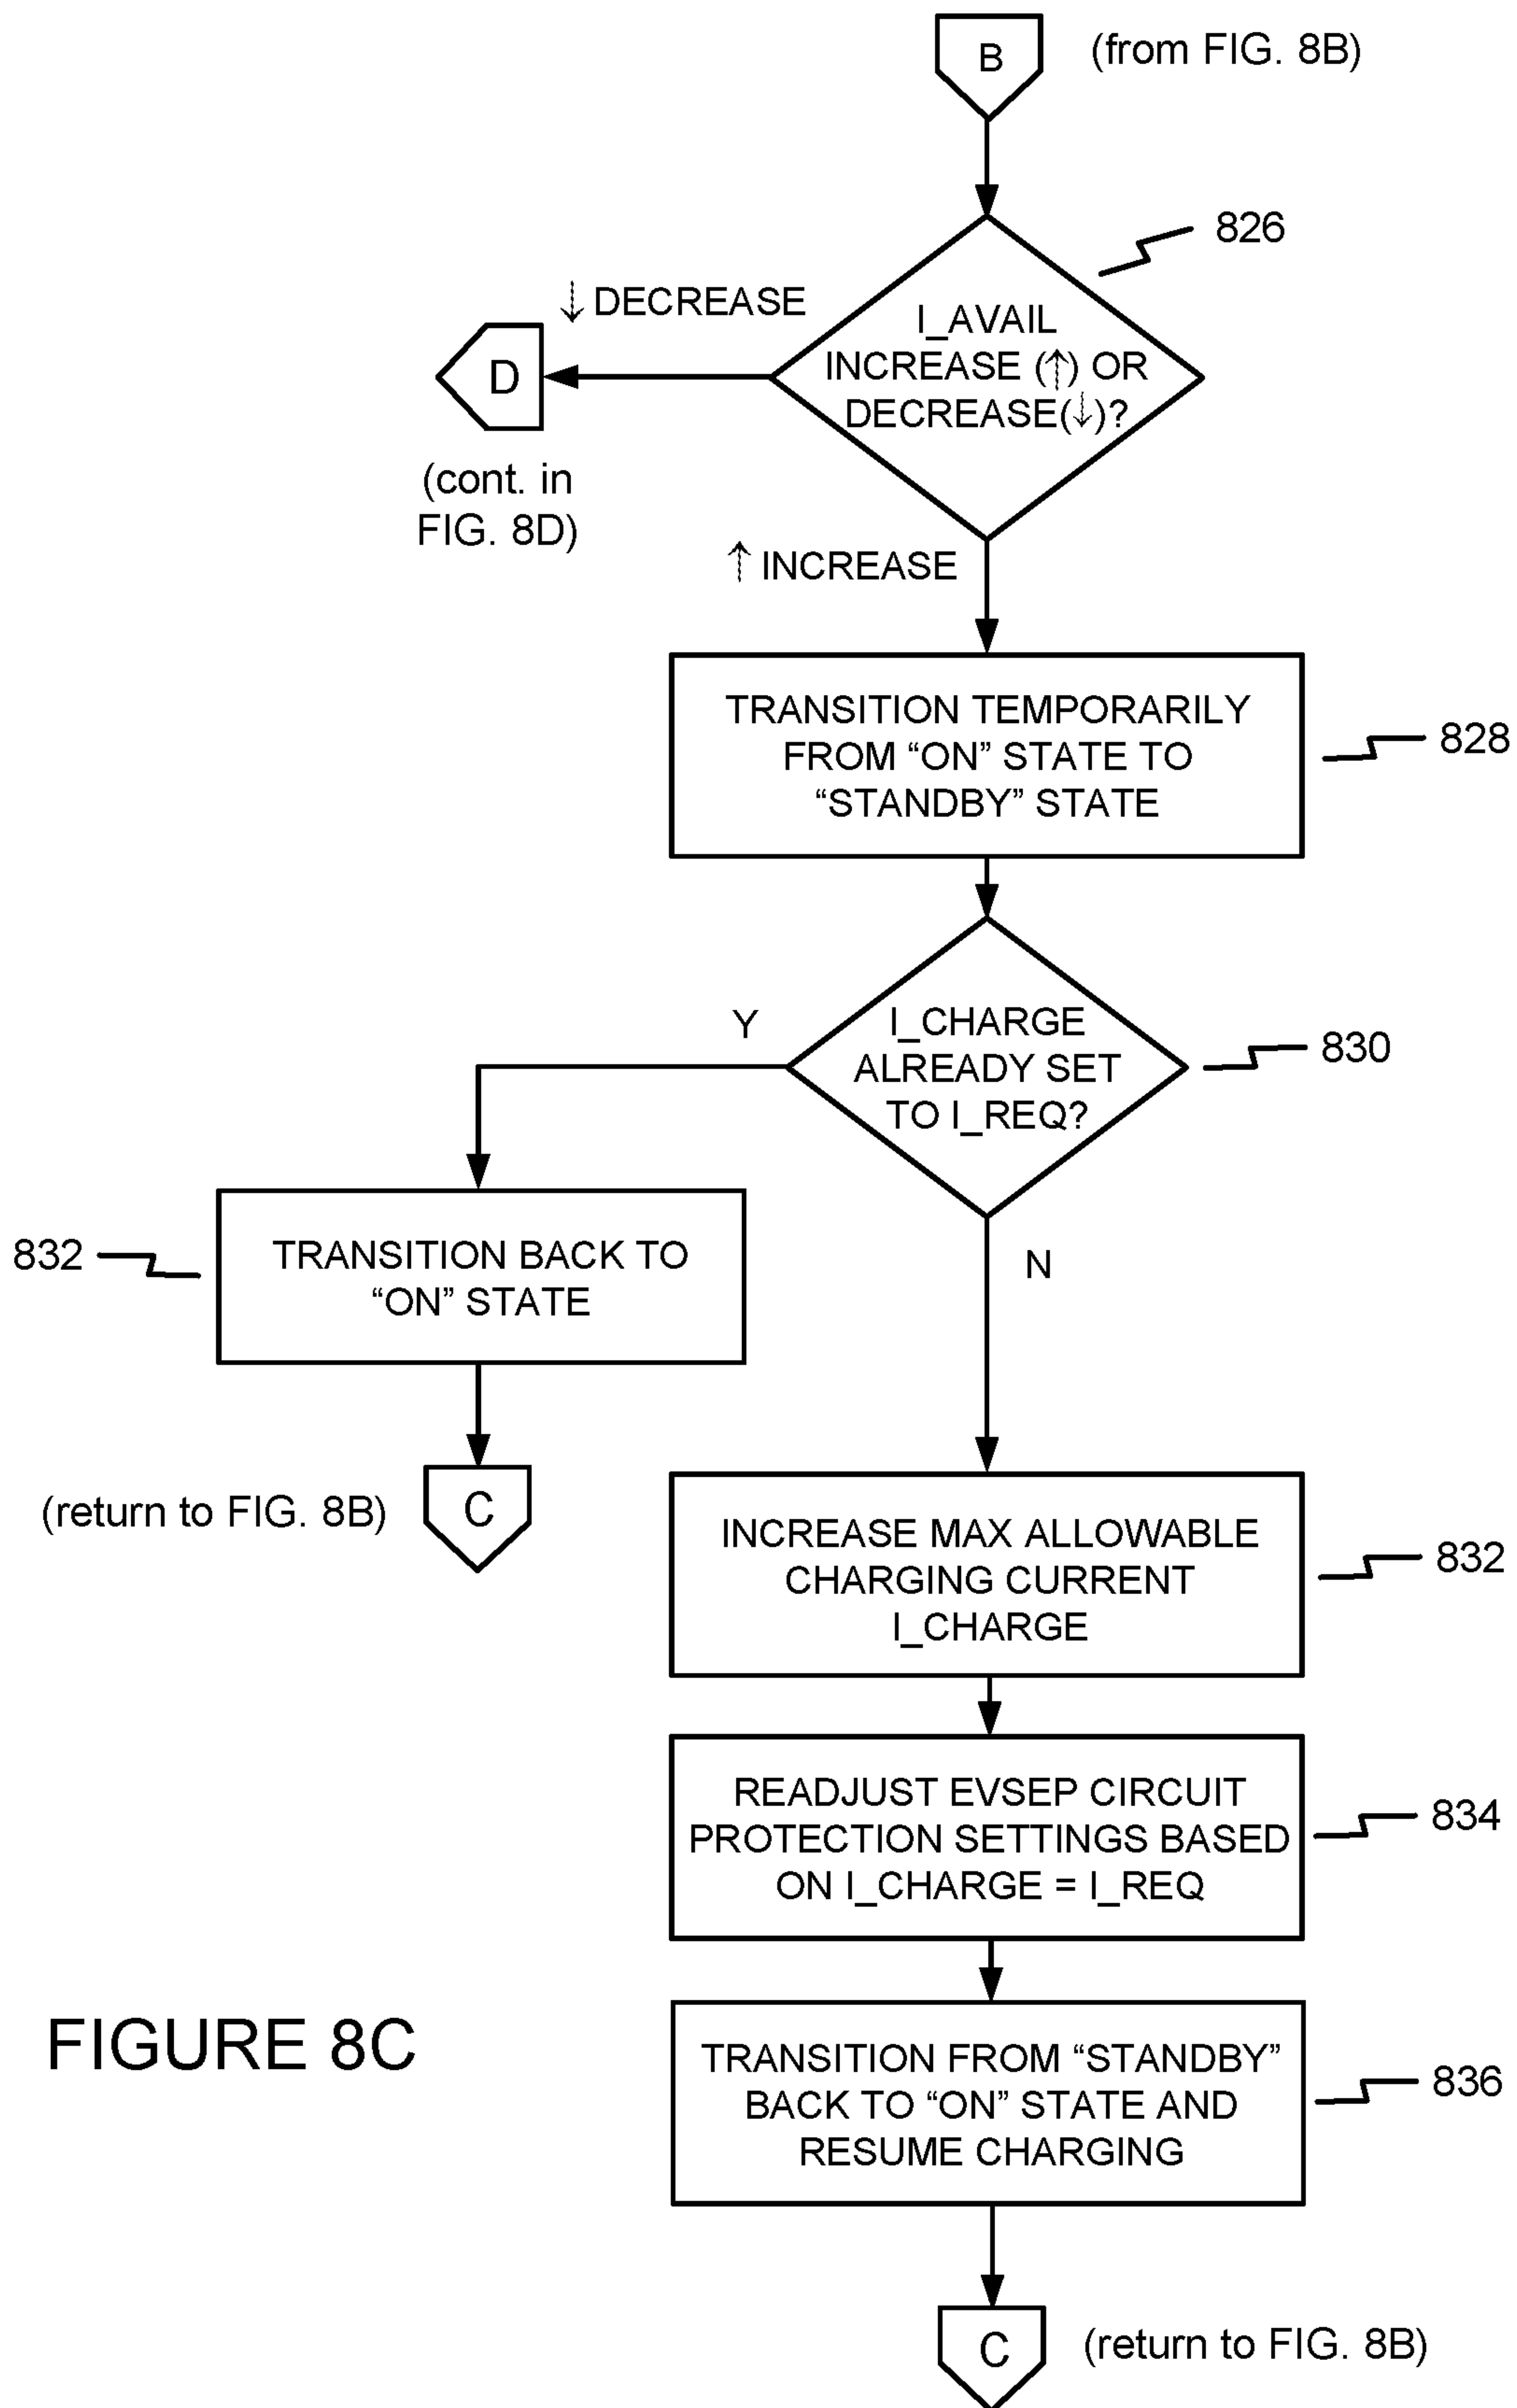 B
(from FIG. 8B)
826
↓ DECREASE
I_AVAIL
INCREASE (↑) OR
DECREASE(↓)?
D
(cont. in
FIG. 8D)
↑ INCREASE
TRANSITION TEMPORARILY
FROM “ON” STATE TO
“STANDBY” STATE
828
Y
I_CHARGE
ALREADY SET
TO I_REQ?
830
832
TRANSITION BACK TO
“ON” STATE
N
(return to FIG. 8B)
C
INCREASE MAX ALLOWABLE
CHARGING CURRENT
I_CHARGE
832
READJUST EVSEP CIRCUIT
PROTECTION SETTINGS BASED
ON I_CHARGE = I_REQ
834
FIGURE 8C
TRANSITION FROM “STANDBY”
BACK TO “ON” STATE AND
RESUME CHARGING
836
C
(return to FIG. 8B)